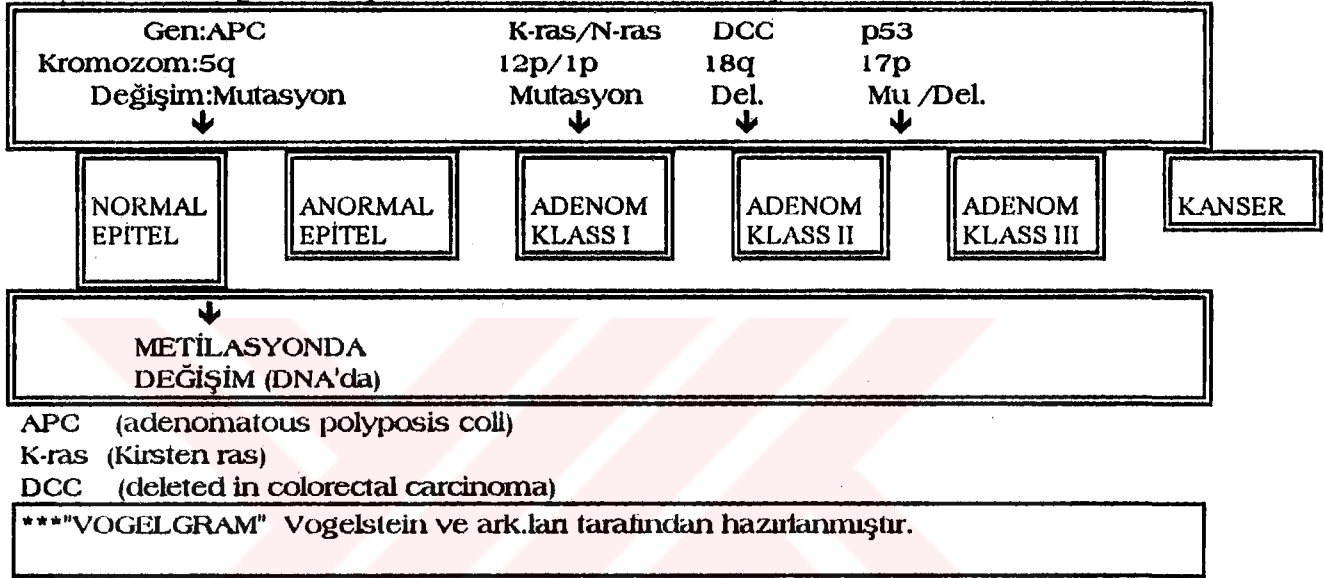 Gen:APC K-ras/N-ras DCC p53
Kromozom:5q 12p/1p 18q 17p
Değişim:Mutasyon Mutasyon Del. Mu /Del.
NORMAL ANORMAL ADENOM ADENOM ADENOM KANSER
EPİTEL EPİTEL KLASS I KLASS II KLASS III
METİLASYONDA
DEĞİŞİM (DNA'da)
APC (adenomatous polyposis coli)
K-ras (Kirsten ras)
DCC (deleted in colorectal carcinoma)
***"VOGELGRAM" Vogelstein ve ark.ları tarafından hazırlanmıştır.